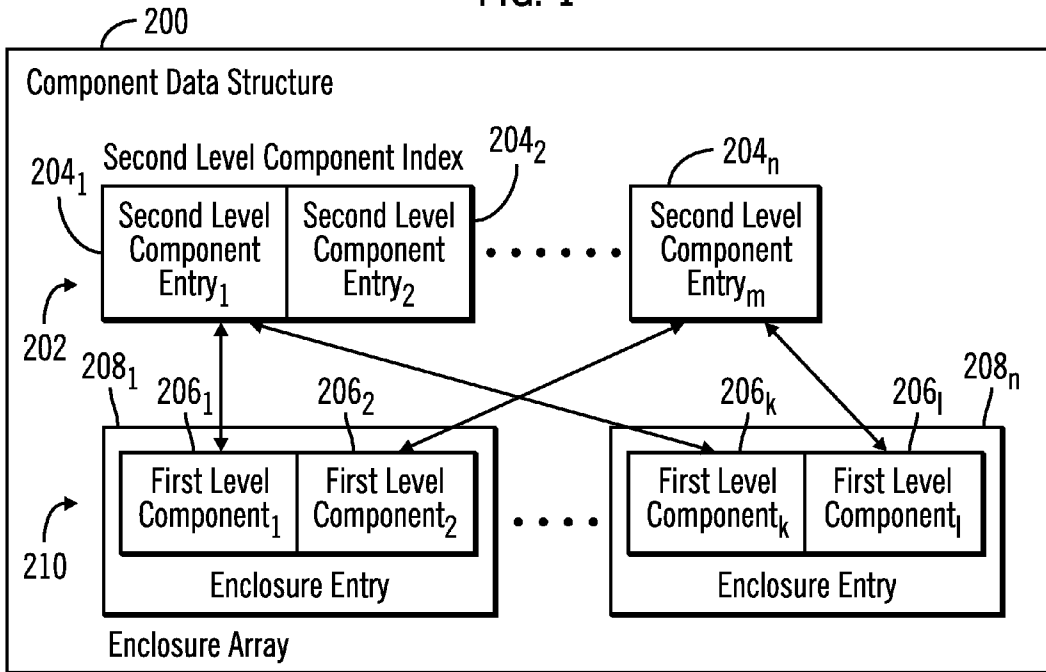 FIG. 1
200
Component Data Structure
Second Level Component Index
204₁
204₂
204ₙ
Second Level
Component
Entry₁
Second Level
Component
Entry₂
Second Level
Component
Entryₘ
202
208₁
206₁
206₂
206ₖ
206ₗ
208ₙ
First Level
Component₁
First Level
Component₂
First Level
Componentₖ
First Level
Componentₗ
210
Enclosure Entry
Enclosure Entry
Enclosure Array